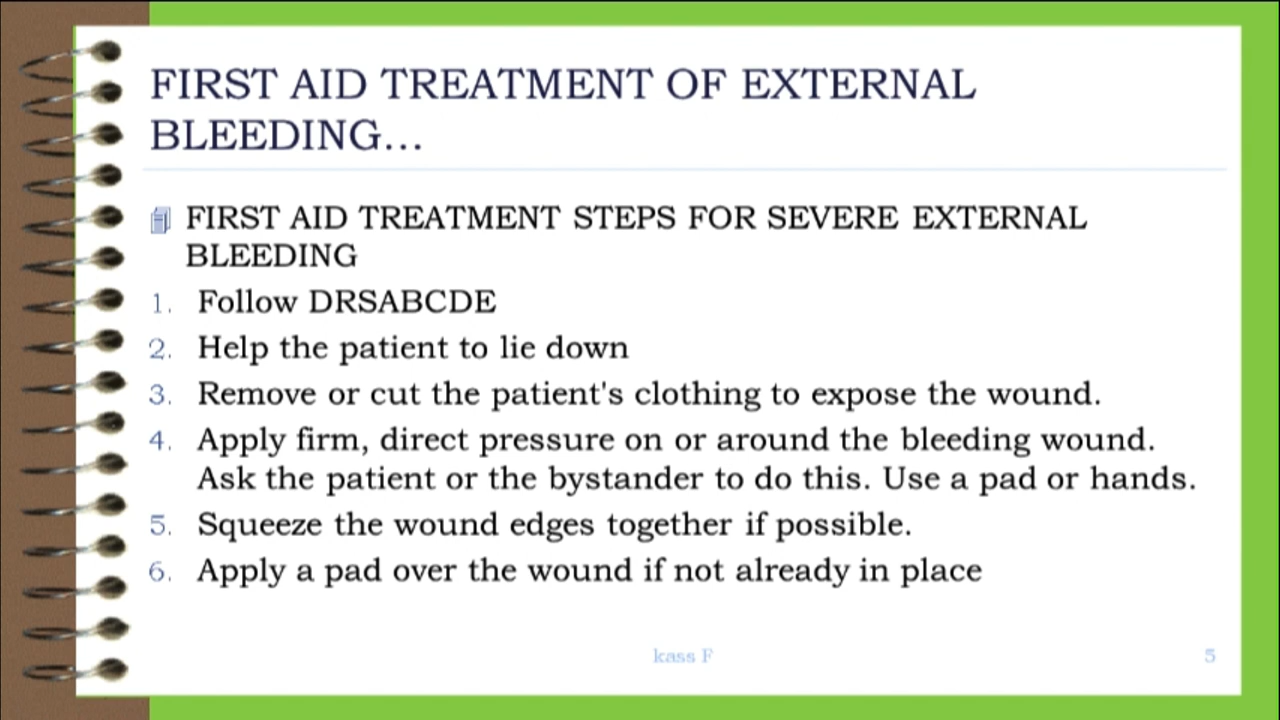 FIRST AID TREATMENT OF EXTERNAL
BLEEDING...
FIRST AID TREATMENT STEPS FOR SEVERE EXTERNAL
BLEEDING
1. Follow DRSABCDE
2. Help the patient to lie down
3. Remove or cut the patient's clothing to expose the wound.
4. Apply firm, direct pressure on or around the bleeding wound.
Ask the patient or the bystander to do this. Use a pad or hands.
5. Squeeze the wound edges together if possible.
6. Apply a pad over the wound if not already in place
kass F
5